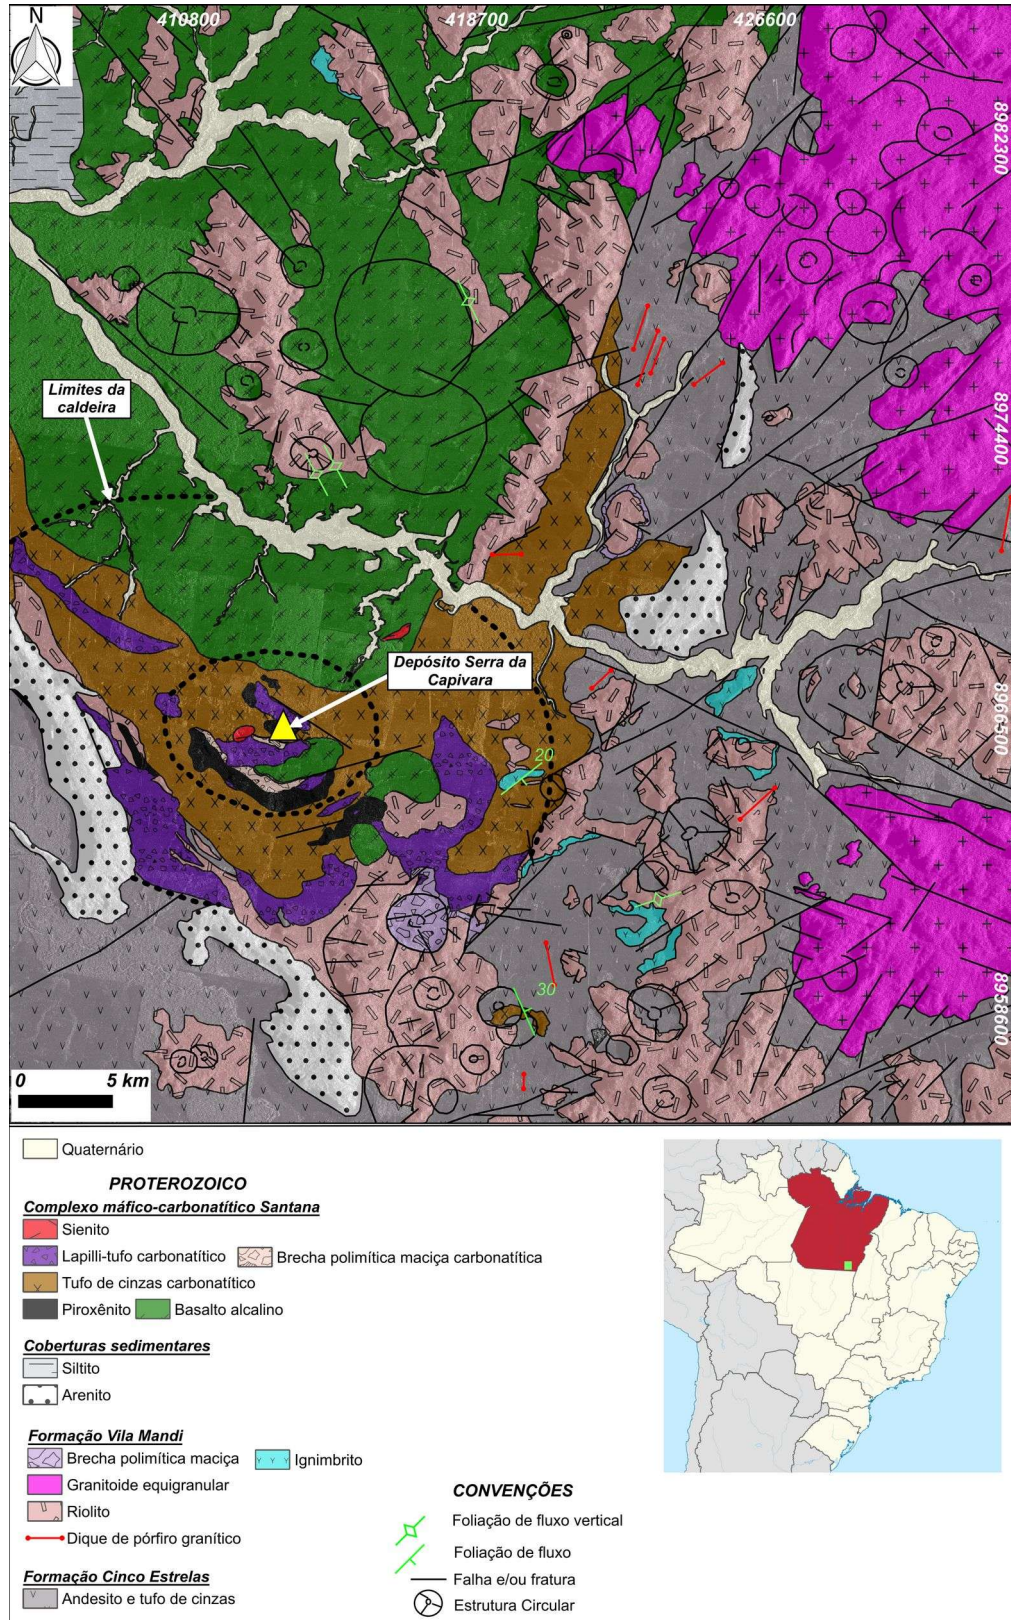 410800
418700
426600
N
8982300
Limites da
caldeira
8974400
Depósito Serra da
Capivara
8966500
20
30
8958600
0 5 km
Quaternário
PROTEROZOICO
Complexo máfico-carbonatítico Santana
Sienito
Lapilli-tufo carbonatítico Brecha polimítica maciça carbonatítica
Tufo de cinzas carbonatítico
Piroxênito Basalto alcalino
Coberturas sedimentares
Siltito
Arenito
Formação Vila Mandi
Brecha polimítica maciça Ignimbrito
Granitoide equigranular
Riolito
Dique de pórfiro granítico
Formação Cinco Estrelas
Andesito e tufo de cinzas
CONVENÇÕES
Foliação de fluxo vertical
Foliação de fluxo
Falha e/ou fratura
Estrutura Circular